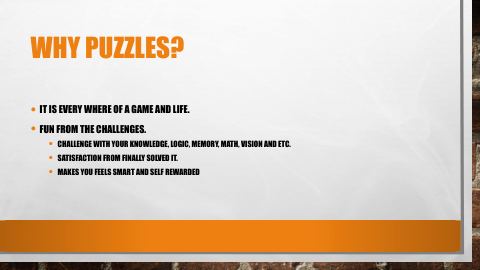 WHY PUZZLES?
IT IS EVERY WHERE OF A GAME AND LIFE.
FUN FROM THE CHALLENGES.
CHALLENGE WITH YOUR KNOWLEDGE, LOGIC, MEMORY, MATH, VISION AND ETC.
SATISFACTION FROM FINALLY SOLVED IT.
MAKES YOU FEELS SMART AND SELF REWARDED